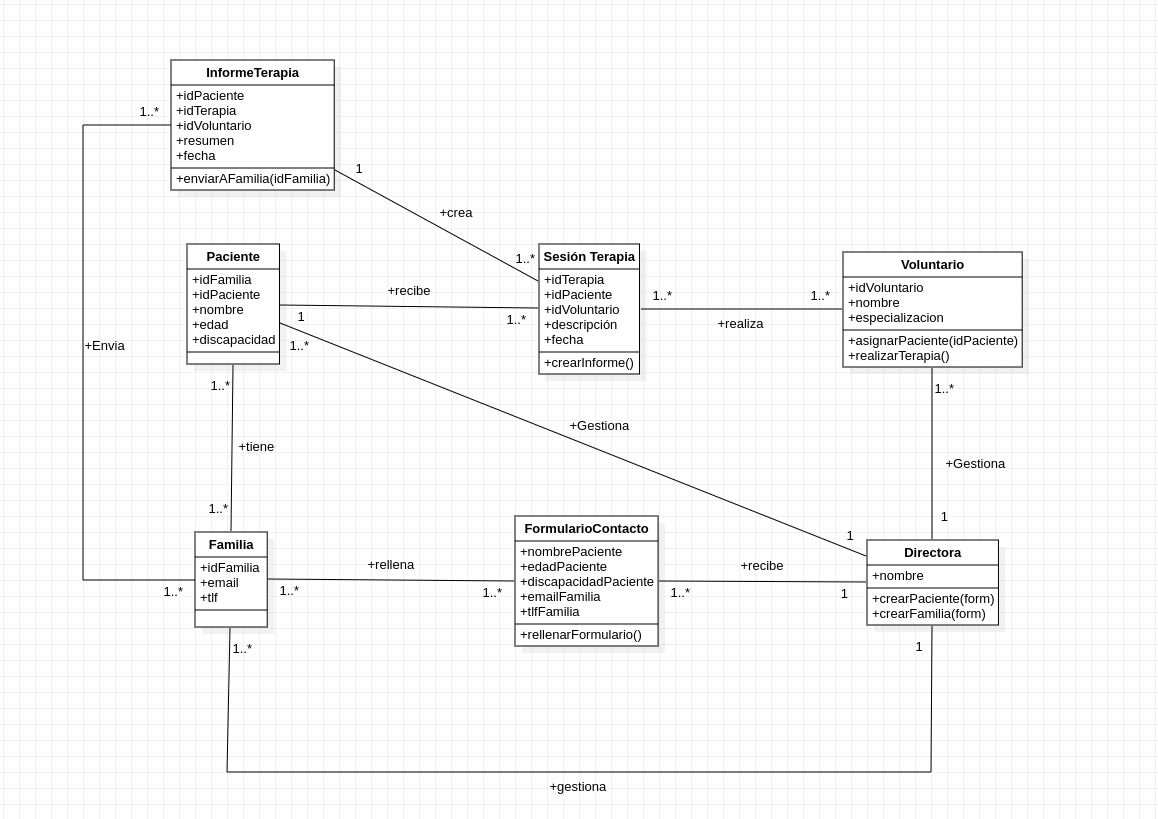 InformeTerapia
+idPaciente
+idTerapia
+idVoluntario
+resumen
+fecha
+enviarAFamilia(idFamilia)
1..*
1
+crea
1..*
Paciente
+idFamilia
+idPaciente
+nombre
+edad
+discapacidad
+recibe
1
1..*
1..*
Sesión Terapia
+idTerapia
+idPaciente
+idVoluntario
+descripción
+fecha
+crearInforme()
1..*
1..*
+realiza
Voluntario
+idVoluntario
+nombre
+especializacion
+asignarPaciente(idPaciente)
+realizarTerapia()
+Envia
1..*
+tiene
1..*
+Gestiona
1
1..*
+Gestiona
1
Familia
+idFamilia
+email
+tlf
1..*
1..*
+rellena
1..*
FormularioContacto
+nombrePaciente
+edadPaciente
+discapacidadPaciente
+emailFamilia
+tlfFamilia
+rellenarFormulario()
+recibe
1..*
1
Directora
+nombre
+crearPaciente(form)
+crearFamilia(form)
1..*
1
+gestiona